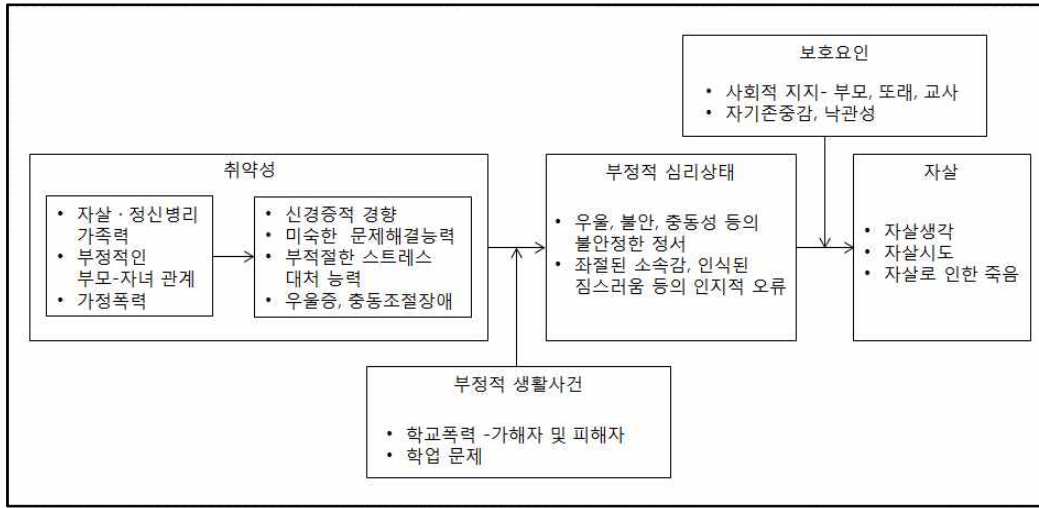 보호요인
• 사회적 지지- 부모, 또래, 교사
• 자기존중감, 낙관성
취약성
• 자살 · 정신병리
가족력
• 부정적인
부모-자녀 관계
• 가정폭력
• 신경증적 경향
• 미숙한 문제해결능력
• 부적절한 스트레스
대처 능력
• 우울증, 충동조절장애
부정적 심리상태
• 우울, 불안, 충동성 등의
불안정한 정서
• 좌절된 소속감, 인식된
짐스러움 등의 인지적 오류
자살
• 자살생각
• 자살시도
• 자살로 인한 죽음
부정적 생활사건
• 학교폭력 -가해자 및 피해자
• 학업 문제